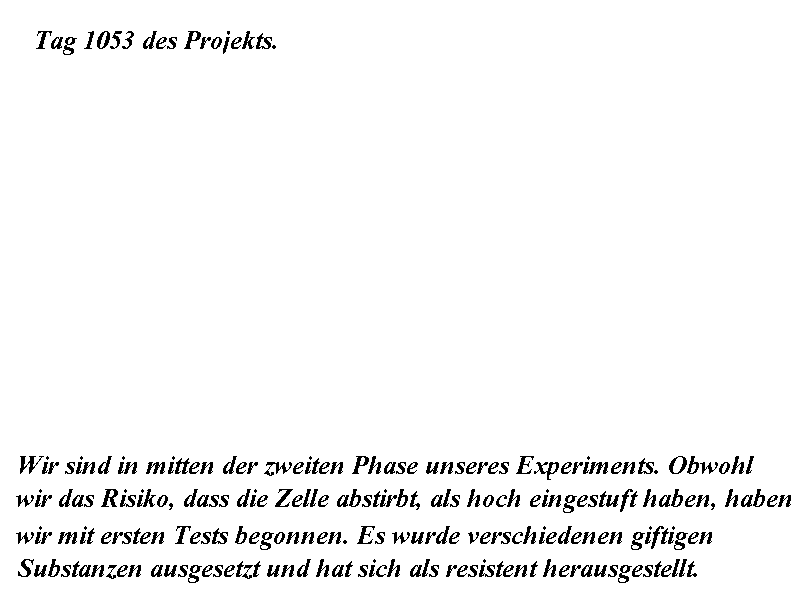 Tag 1053 des Projekts.
Wir sind in mitten der zweiten Phase unseres Experiments. Obwohl
wir das Risiko, dass die Zelle abstirbt, als hoch eingestuft haben, haben
wir mit ersten Tests begonnen. Es wurde verschiedenen giftigen
Substanzen ausgesetzt und hat sich als resistent herausgestellt.